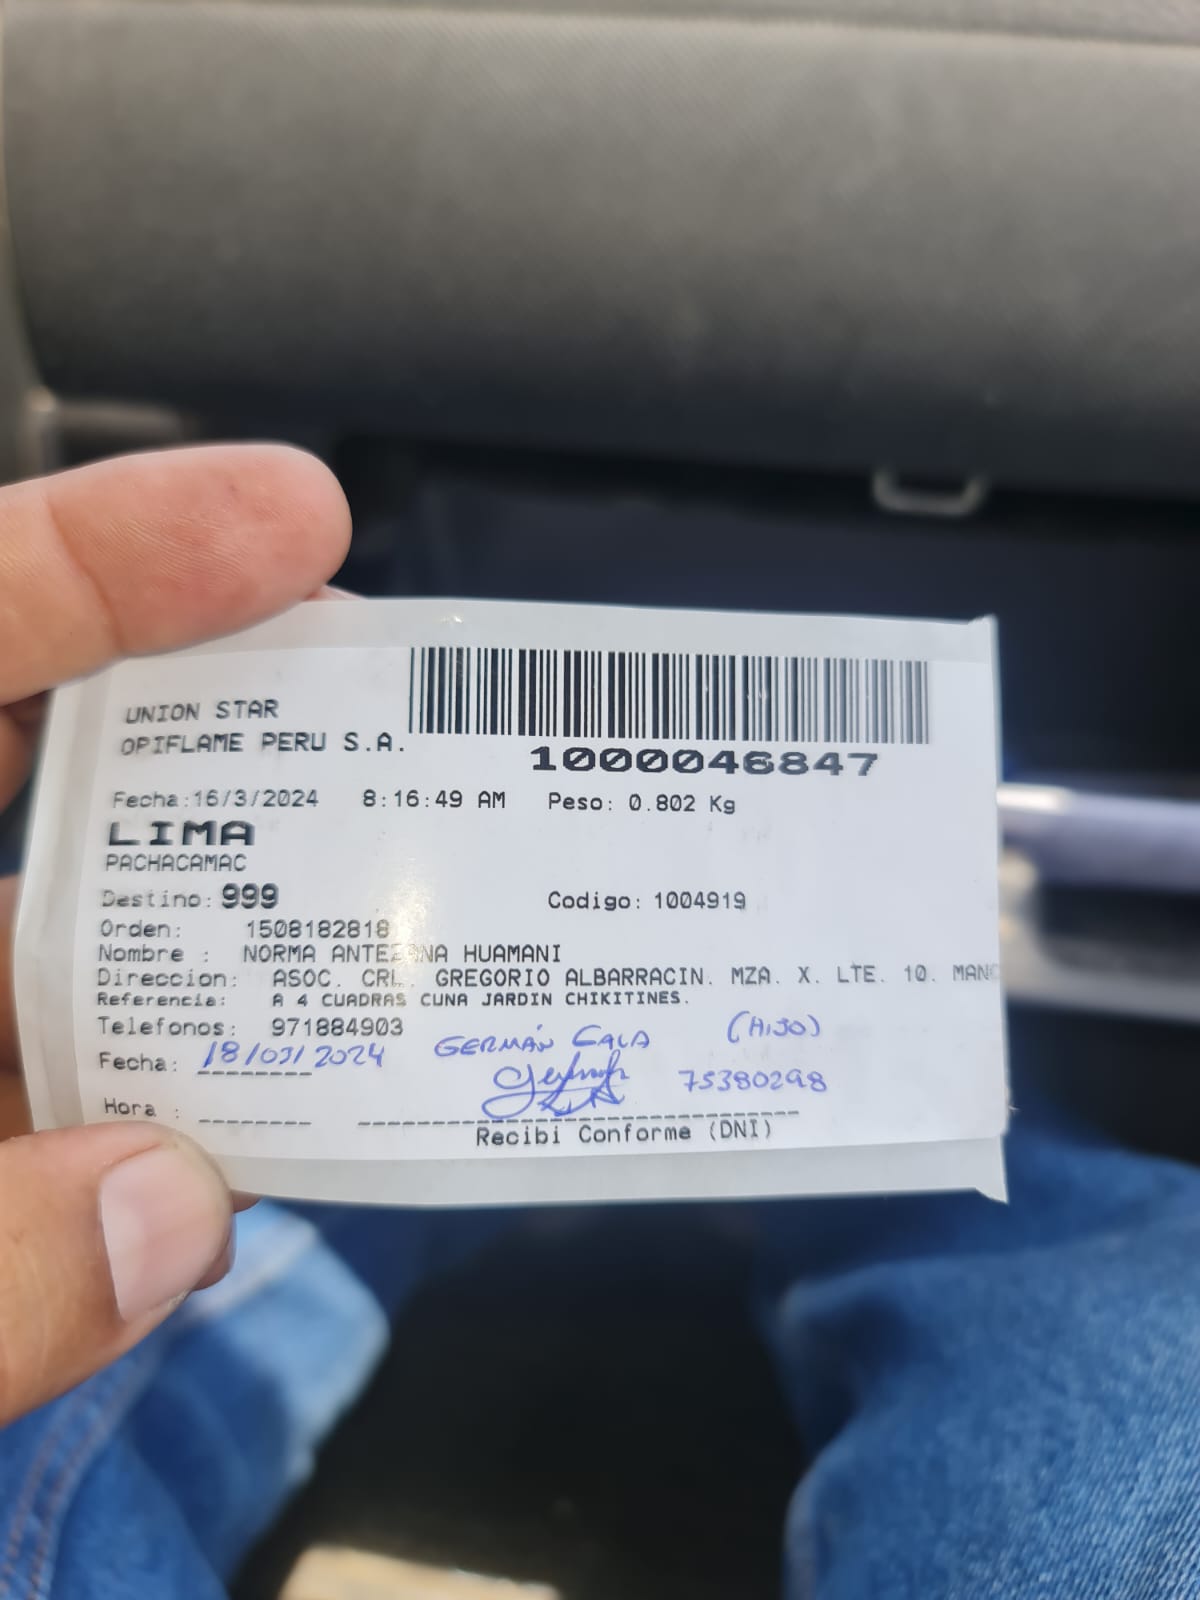 UNION STAR
OPIFLAME PERU S.A.
1000046847
Fecha:16/3/2024 8:16:49 AM Peso: 0.802 Kg
LIMA
PACHACAMAC
Destino: 999 Codigo: 1004919
Orden: 1508182818
Nombre : NORMA ANTEZANA HUAMANI
Direccion: ASOC. CRL. GREGORIO ALBARRACIN. MZA. X. LTE. 10. MANC
Referencia: A 4 CUADRAS CUNA JARDIN CHIKITINES.
Telefonos: 971884903
GERMÁN CALA (HIJO)
Fecha: 18/03/2024
75380298
Hora :
Recibi Conforme (DNI)